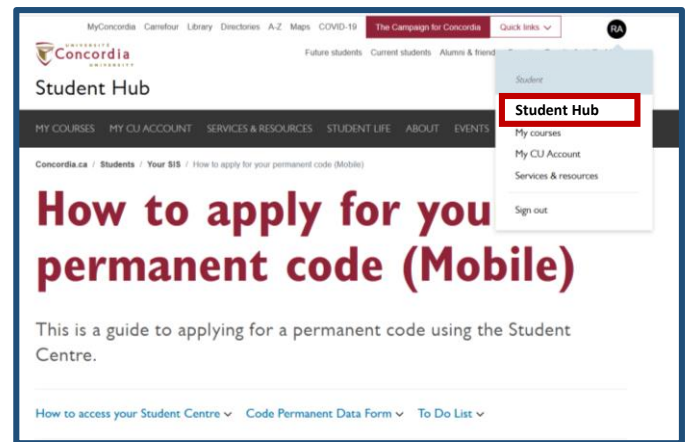 MyConcordia Carrefour Library Directories A-Z Maps COVID-19 The Campaign for Concordia Quick links RA
UNIVERSITÉ
Concordia
UNIVERSITY
Future students Current students Alumni & friend
Student Hub
MY COURSES MY CU ACCOUNT SERVICES & RESOURCES STUDENT LIFE ABOUT EVENTS
Student
Student Hub
My courses
My CU Account
Services & resources
Sign out
Concordia.ca / Students / Your SIS / How to apply for your permanent code (Mobile)
How to apply for you
permanent code (Mobile)
This is a guide to applying for a permanent code using the Student
Centre.
How to access your Student Centre Code Permanent Data Form To Do List